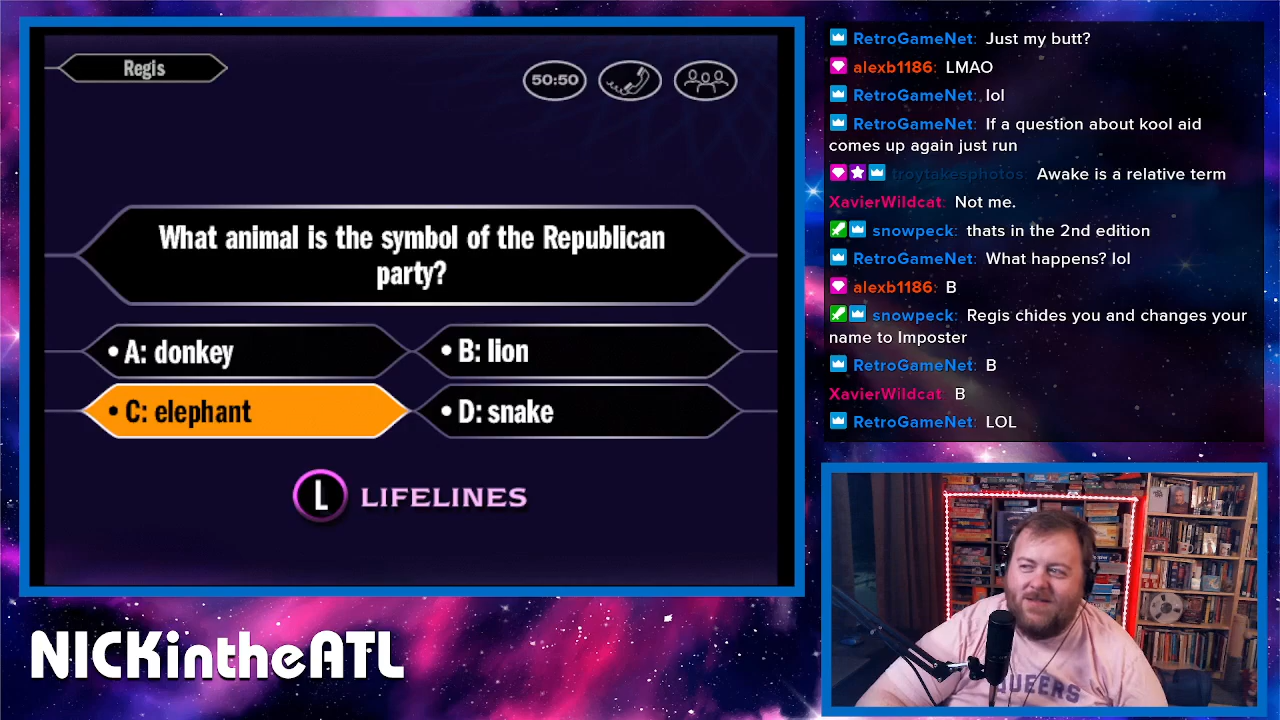 Regis
50:50
What animal is the symbol of the Republican
party?
• A: donkey
• B: lion
• C: elephant
• D: snake
L LIFELINES
NICKintheATL
RetroGameNet: Just my butt?
alexb1186: LMAO
RetroGameNet: lol
RetroGameNet: If a question about kool aid
comes up again just run
troytakesphotos: Awake is a relative term
XavierWildcat: Not me.
snowpeck: thats in the 2nd edition
RetroGameNet: What happens? lol
alexb1186: B
snowpeck: Regis chides you and changes your
name to Imposter
RetroGameNet: B
XavierWildcat: B
RetroGameNet: LOL
QUEERS